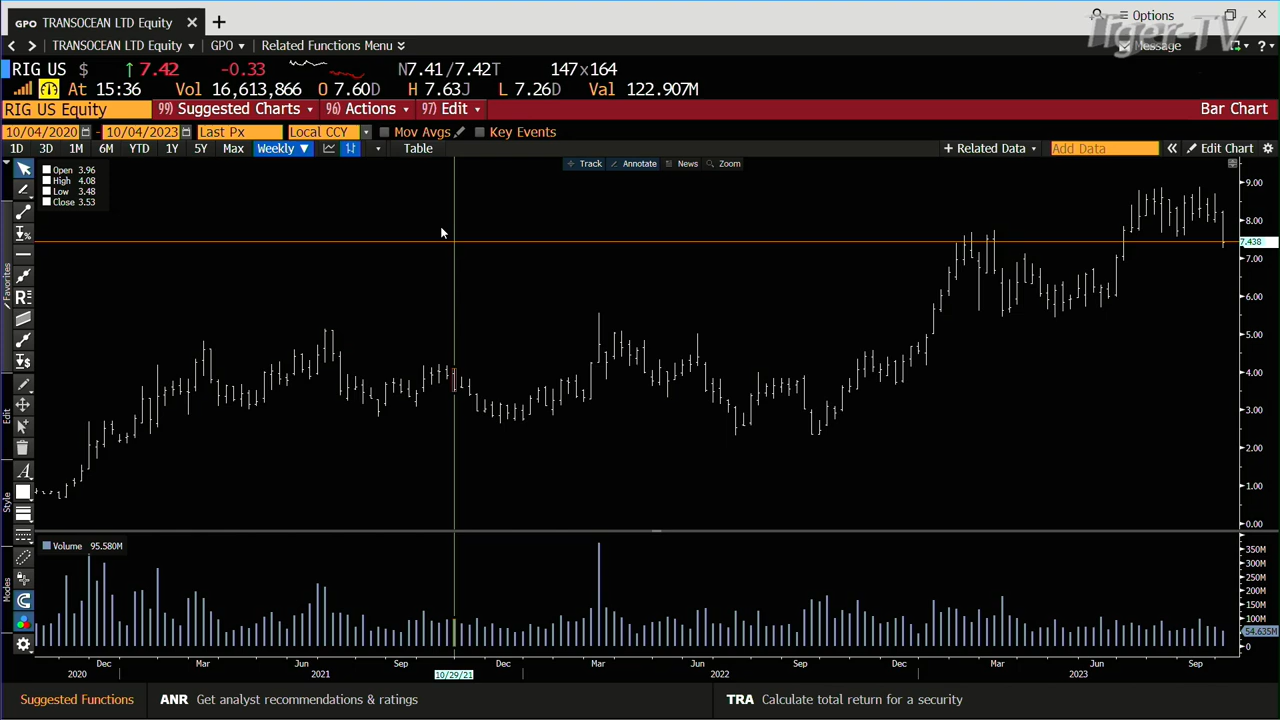 GPO TRANSOCEAN LTD Equity × +
Options
Tiger-TV
TRANSOCEAN LTD Equity GPO Related Functions Menu Message ?
RIG US $ ↑ 7.42 -0.33 N7.41/7.42T 147x164
At 15:36 Vol 16,613,866 O 7.60D H 7.63J L 7.26D Val 122.907M
RIG US Equity 99) Suggested Charts 96) Actions 97) Edit Bar Chart
10/04/2020 - 10/04/2023 Last Px Local CCY Mov Avgs Key Events
1D 3D 1M 6M YTD 1Y 5Y Max Weekly ▼ Table + Related Data Add Data « Edit Chart
Track Annotate News Zoom
Open 3.96
High 4.08
Low 3.48
Close 3.53
9.00
8.00
7.438
7.00
6.00
5.00
4.00
3.00
2.00
1.00
0.00
Favorites
Edit
Style
Modes
Volume 95.580M
350M
300M
250M
200M
150M
100M
54.635M
0
Dec Mar Jun Sep Dec Mar Jun Sep Dec Mar Jun Sep
2020 2021 10/29/21 2022 2023
Suggested Functions ANR Get analyst recommendations & ratings TRA Calculate total return for a security